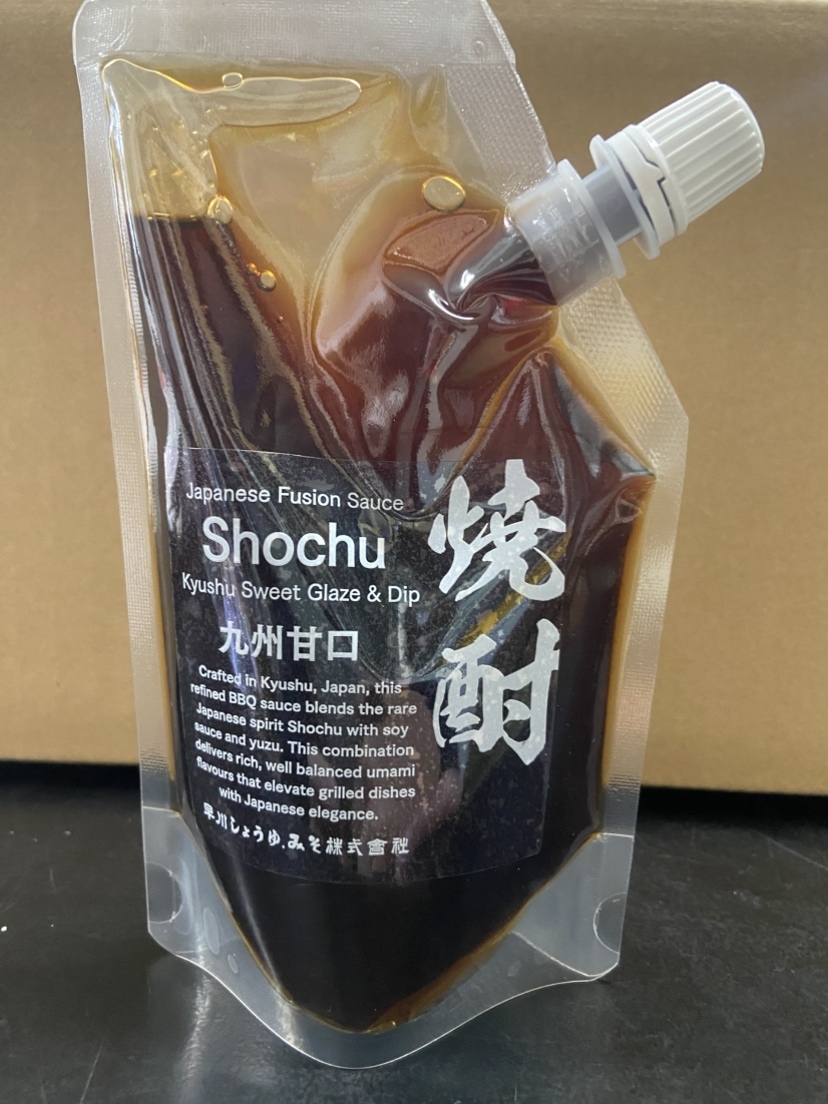 Japanese Fusion Sauce
Shochu
Kyushu Sweet Glaze & Dip
九州甘口
Crafted in Kyushu, Japan, this
refined BBQ sauce blends the rare
Japanese spirit Shochu with soy
sauce and yuzu. This combination
delivers rich, well balanced umami
flavours that elevate grilled dishes
with Japanese elegance.
早川しょうゆ.みそ株式會社
焼酎